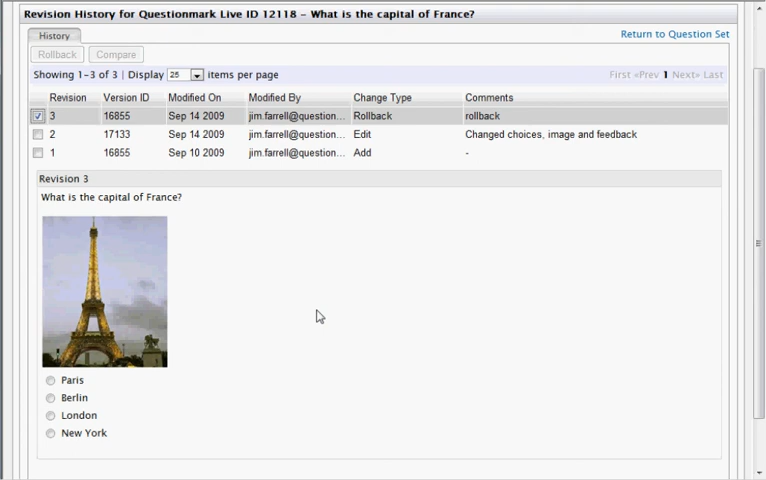 Revision History for Questionmark Live ID 12118 - What is the capital of France?
History
Return to Question Set
Rollback Compare
Showing 1-3 of 3 | Display 25 items per page First «Prev 1 Next» Last
Revision Version ID Modified On Modified By Change Type Comments
3 16855 Sep 14 2009 jim.farrell@question... Rollback rollback
2 17133 Sep 14 2009 jim.farrell@question... Edit Changed choices, image and feedback
1 16855 Sep 10 2009 jim.farrell@question... Add -
Revision 3
What is the capital of France?
Paris
Berlin
London
New York